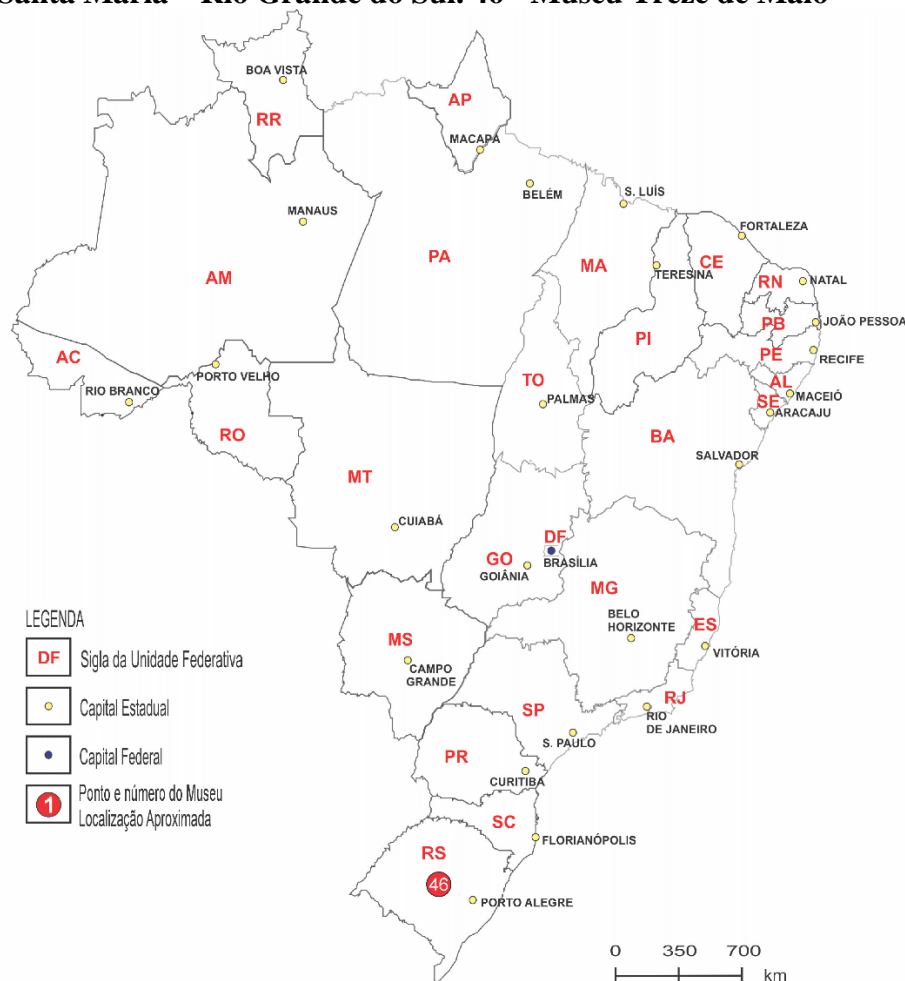 Santa Maria – Rio Grande do Sul. 46 - Museu Treze de Maio
BOA VISTA
RR
AP
MACAPÁ
BELÉM
S. LUÍS
MANAUS
FORTALEZA
PA
MA
TERESINA
CE
AM
RN
NATAL
PB
JOÃO PESSOA
PI
PE
RECIFE
AC
PORTO VELHO
TO
AL
MACEIÓ
RIO BRANCO
PALMAS
SE
ARACAJU
RO
BA
SALVADOR
MT
CUIABÁ
DF
BRASÍLIA
GO
GOIÂNIA
MG
BELO
HORIZONTE
ES
VITÓRIA
MS
CAMPO
GRANDE
RJ
RIO
DE JANEIRO
SP
S. PAULO
PR
CURITIBA
SC
FLORIANÓPOLIS
RS
46
PORTO ALEGRE
LEGENDA
DF Sigla da Unidade Federativa
Capital Estadual
Capital Federal
1 Ponto e número do Museu
Localização Aproximada
0 350 700
km